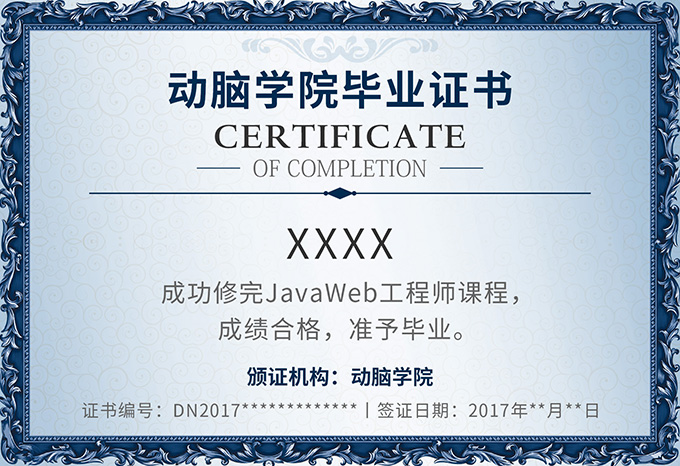 动脑学院毕业证书
CERTIFICATE
OF COMPLETION
XXXX
成功修完JavaWeb工程师课程，
成绩合格，准予毕业。
颁证机构：动脑学院
证书编号：DN2017*************丨签证日期：2017年**月**日